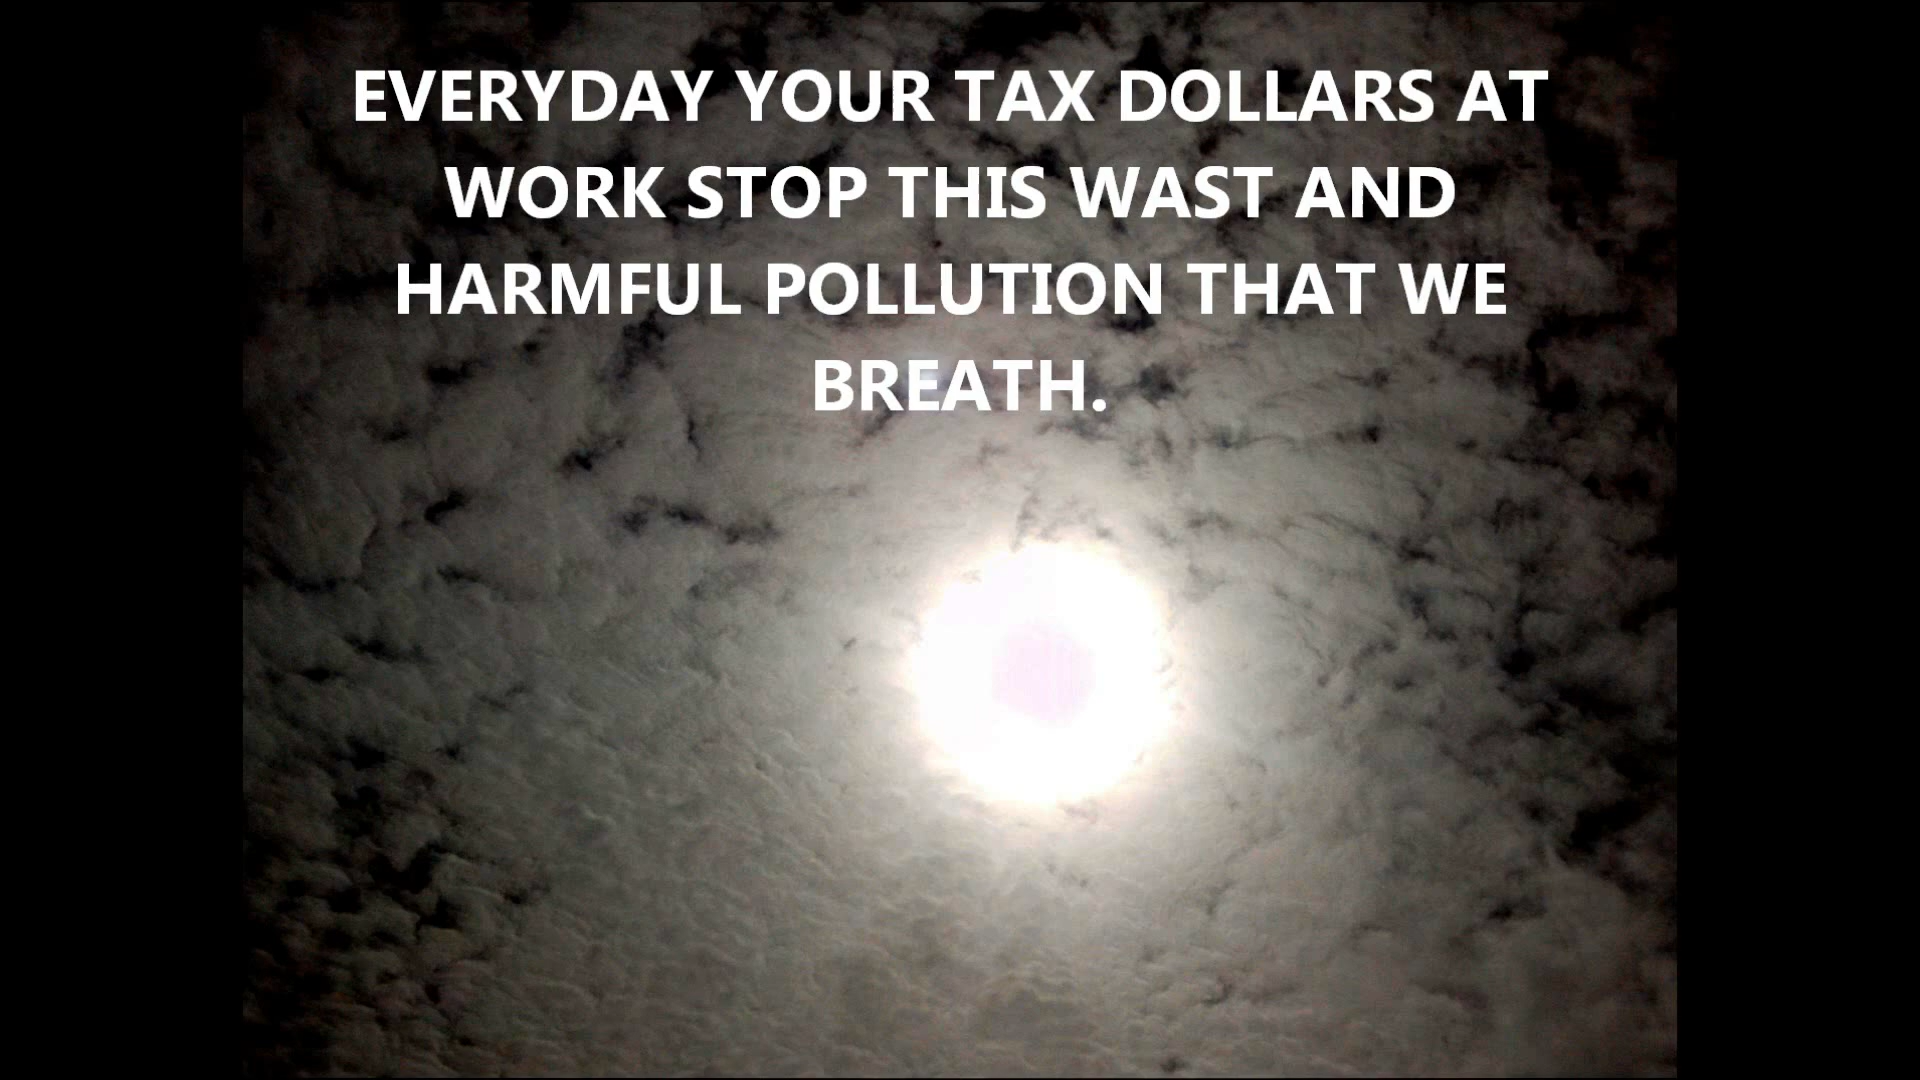 EVERYDAY YOUR TAX DOLLARS AT
WORK STOP THIS WAST AND
HARMFUL POLLUTION THAT WE
BREATH.